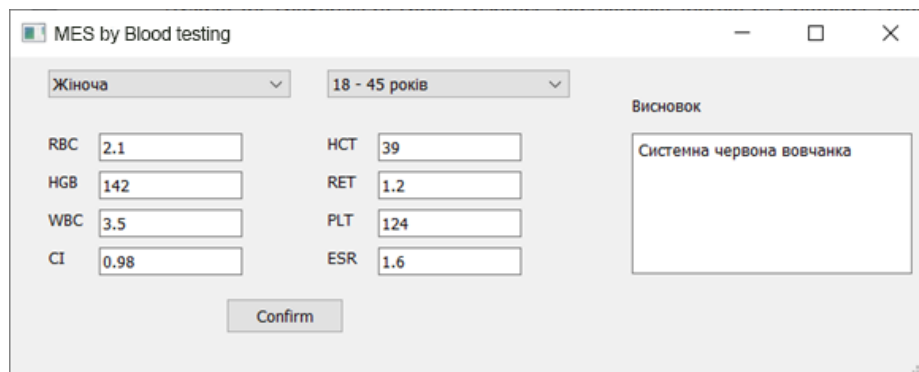 MES by Blood testing
Жіноча
18 - 45 років
Висновок
RBC 2.1
HCT 39
Системна червона вовчанка
HGB 142
RET 1.2
WBC 3.5
PLT 124
CI 0.98
ESR 1.6
Confirm